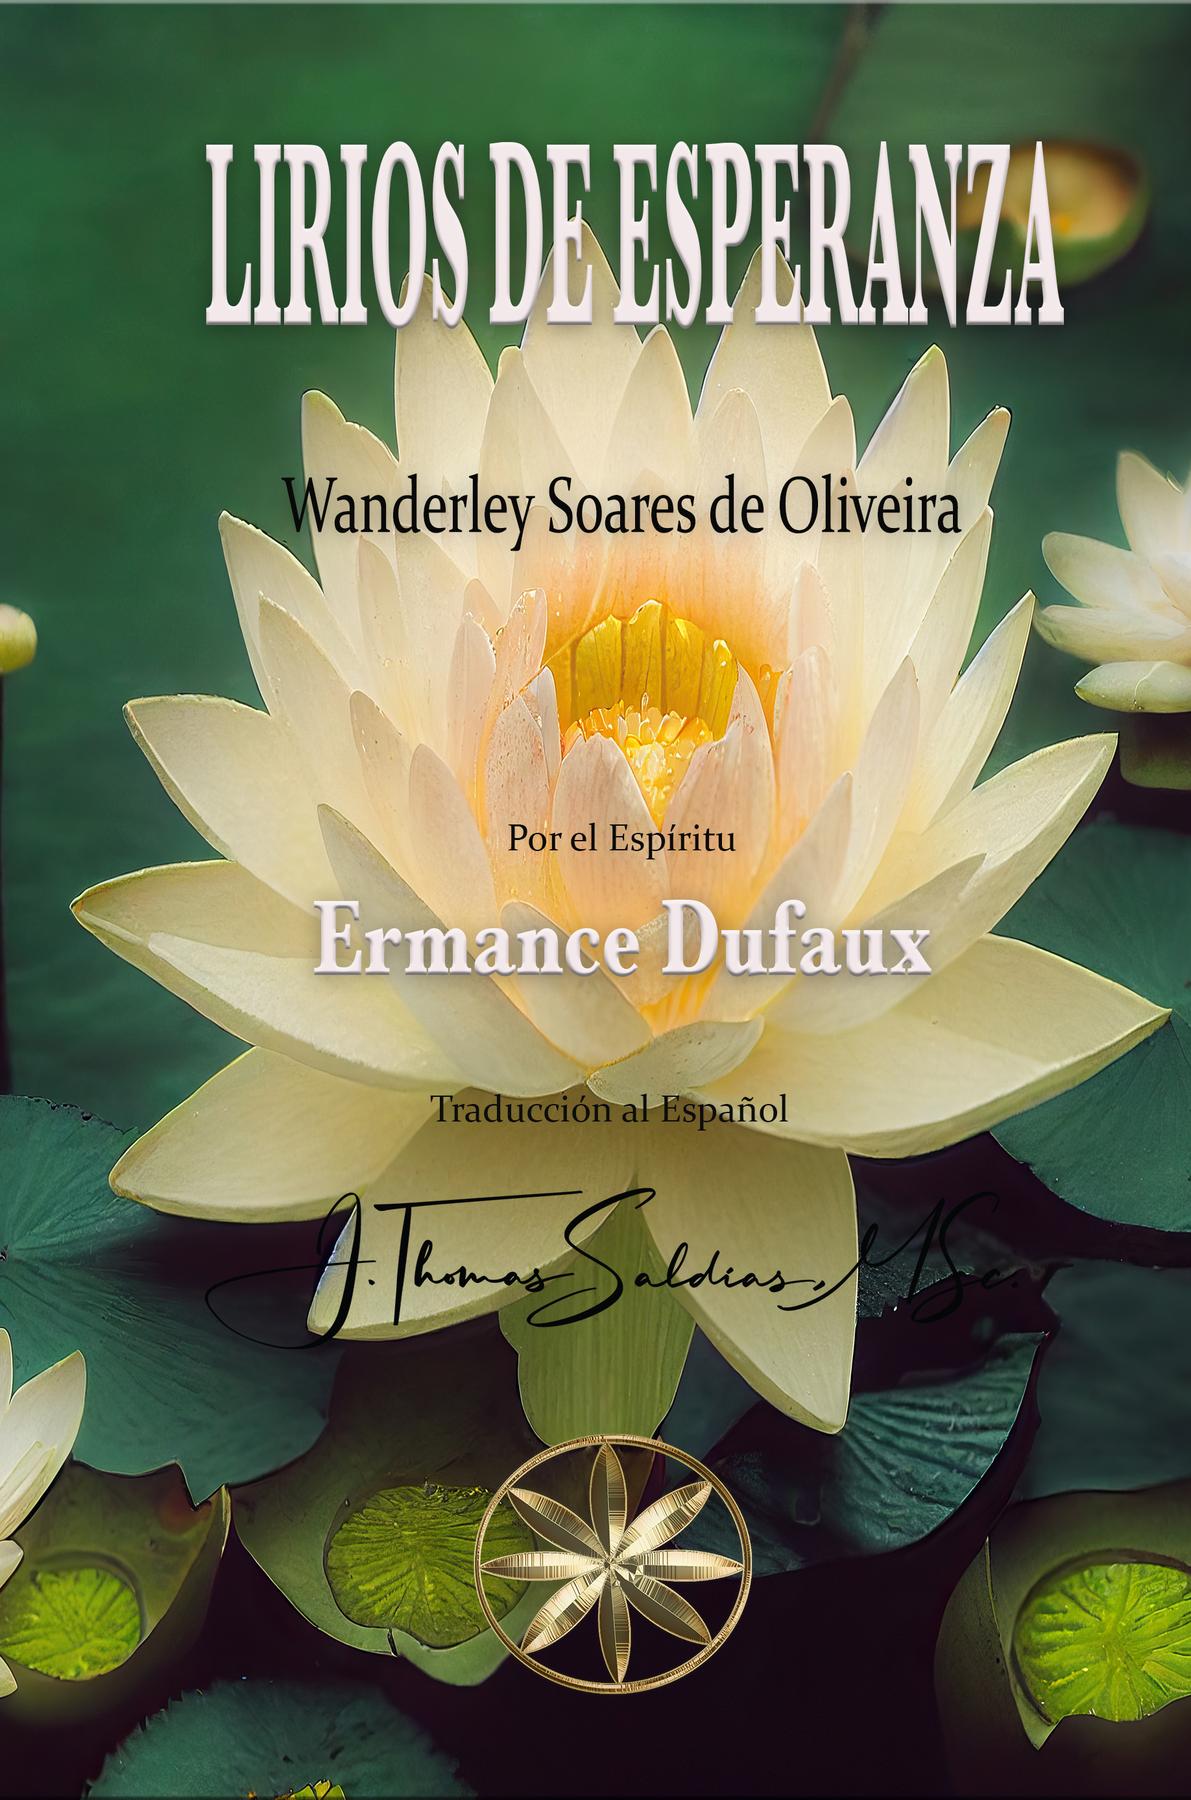 LIRIOS DE ESPERANZA
Wanderley Soares de Oliveira
Por el Espíritu
Ermance Dufaux
Traducción al Español
J. Thomas Saldias, MSc.